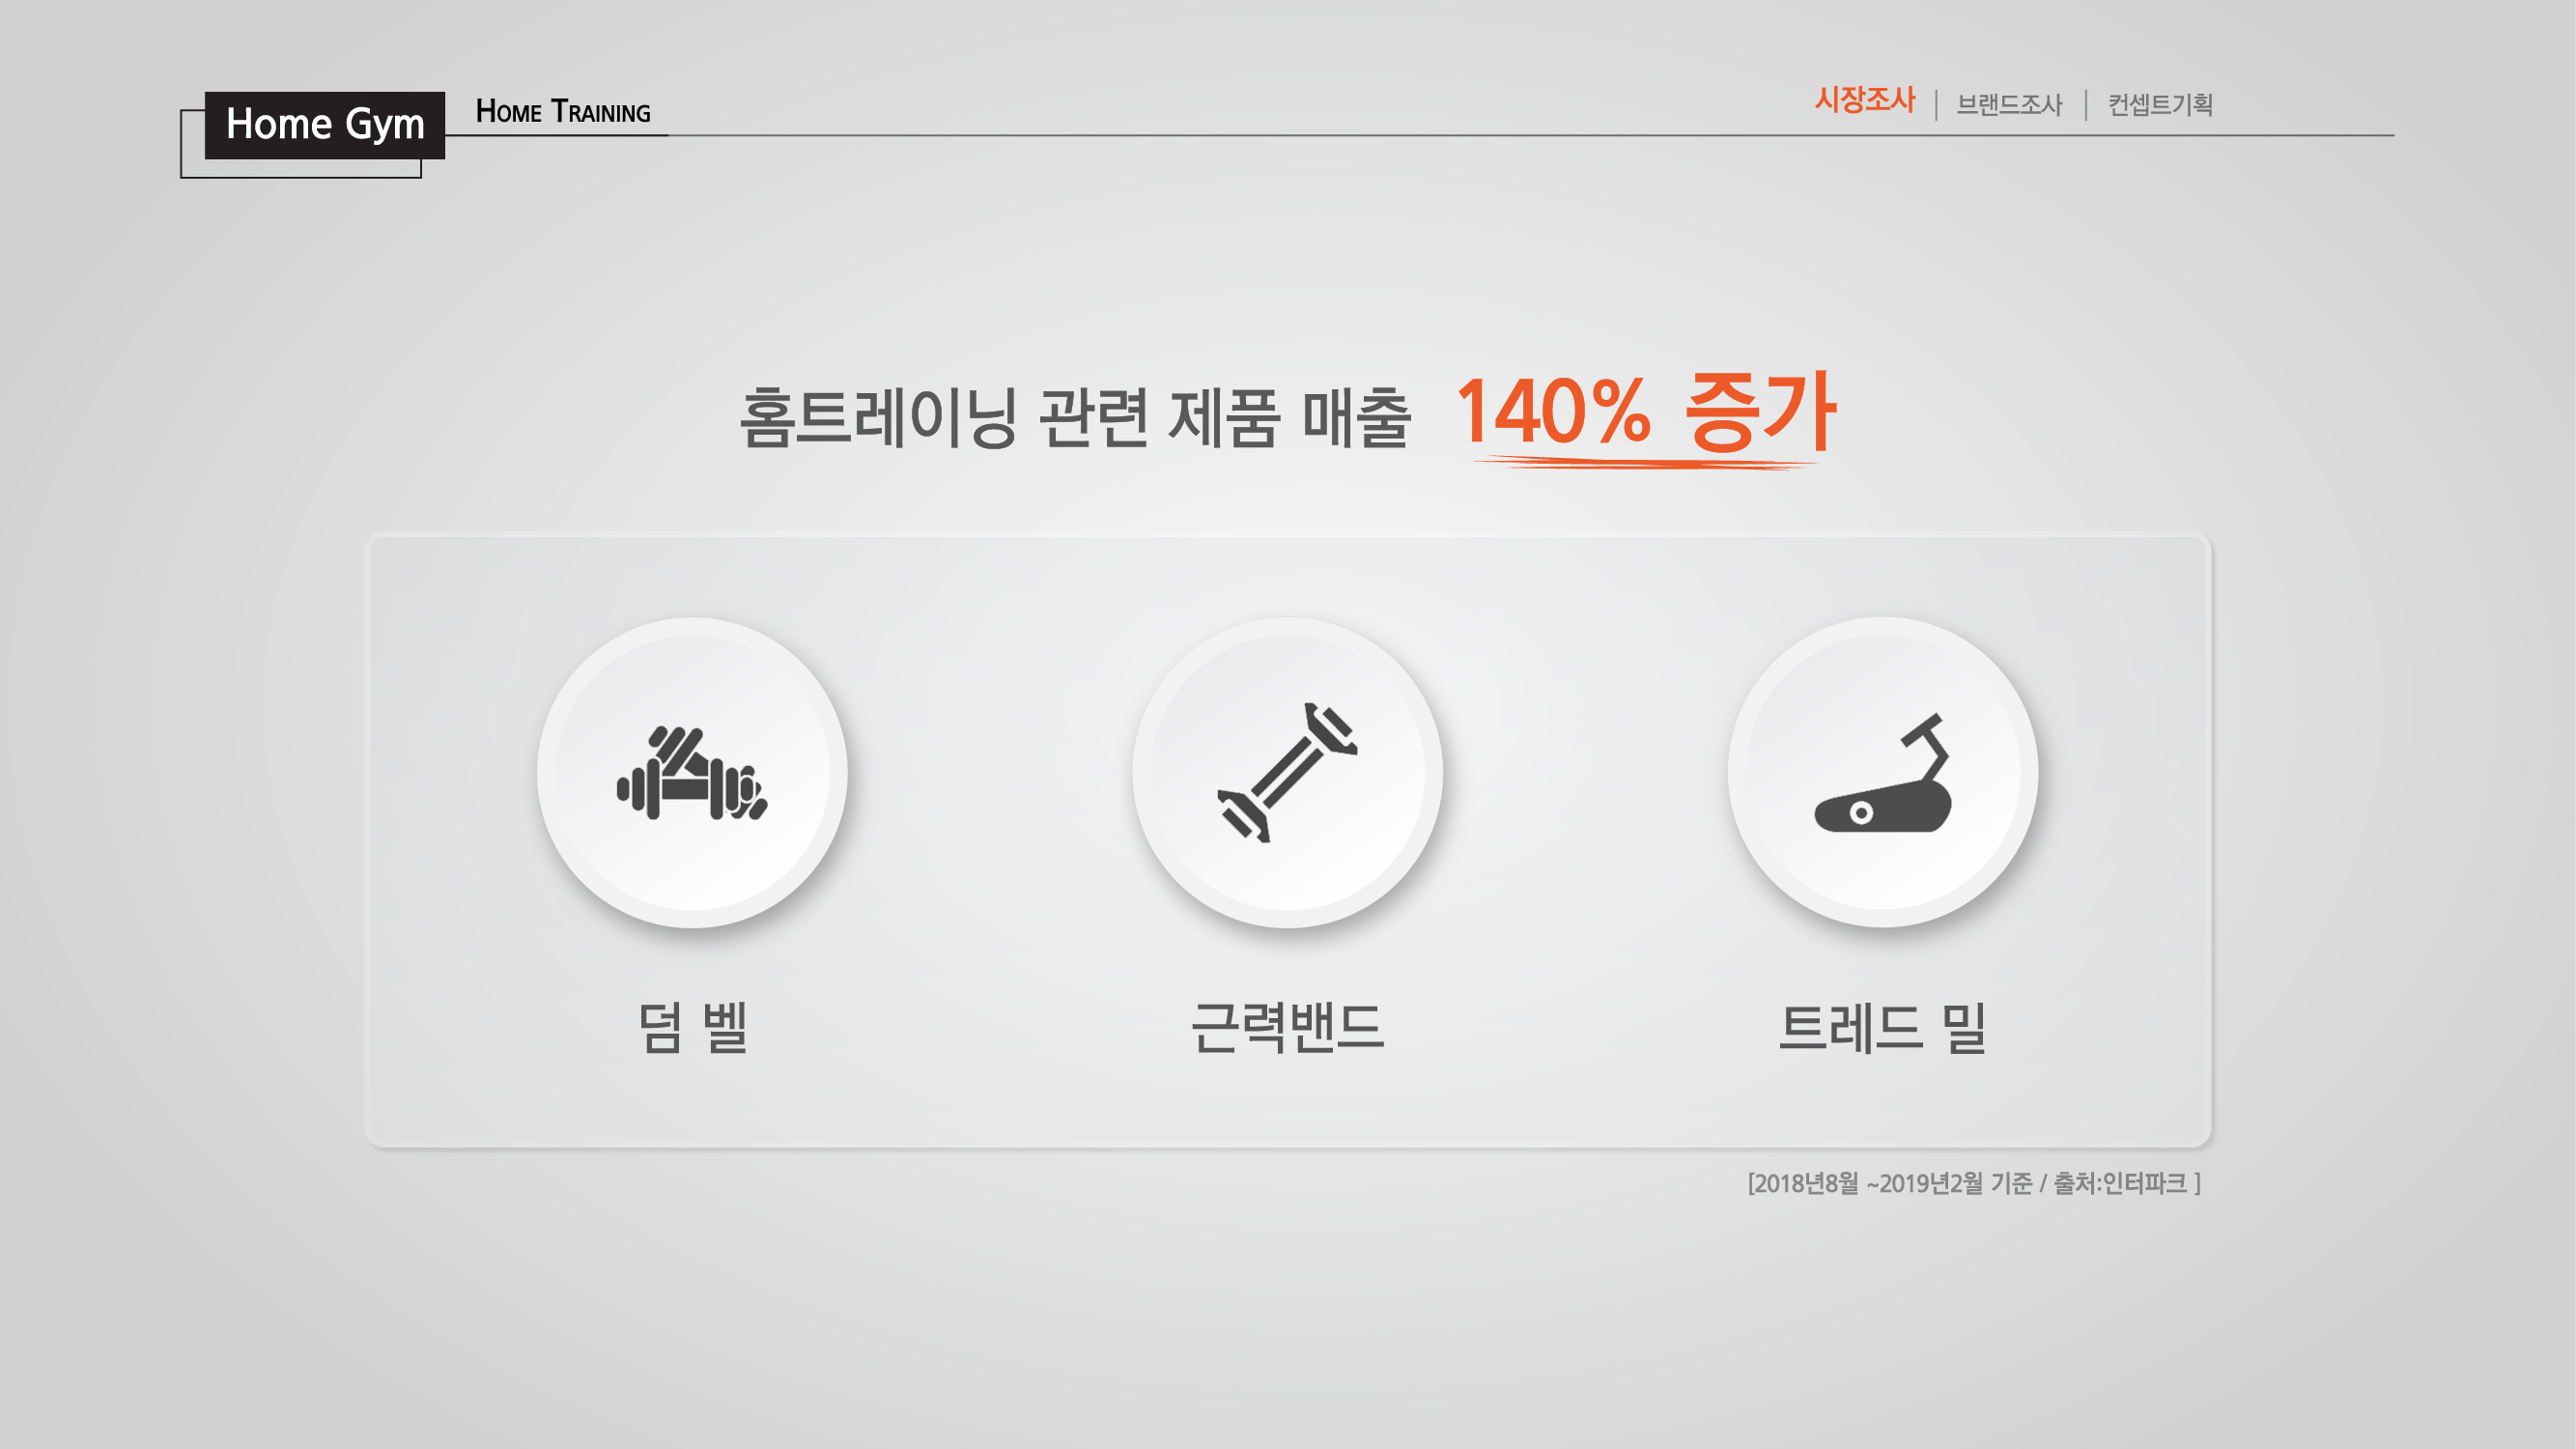 Home Gym
HOME TRAINING
시장조사 | 브랜드조사 | 컨셉트기획
홈트레이닝 관련 제품 매출 140% 증가
덤 벨
근력밴드
트레드 밀
[2018년8월 ~2019년2월 기준 / 출처:인터파크 ]